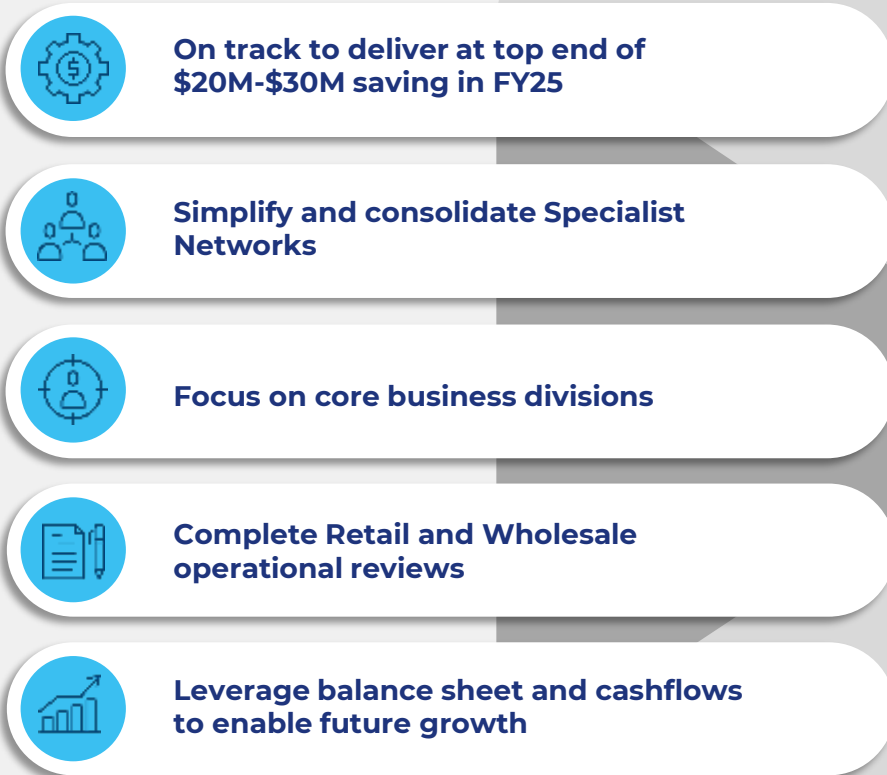 On track to deliver at top end of
$20M-$30M saving in FY25
Simplify and consolidate Specialist
Networks
Focus on core business divisions
Complete Retail and Wholesale
operational reviews
Leverage balance sheet and cashflows
to enable future growth